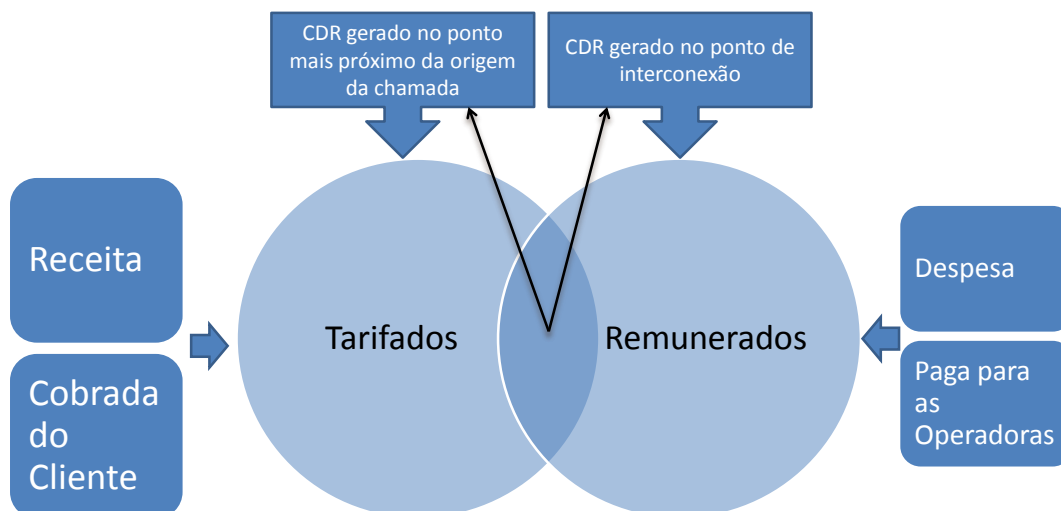 CDR gerado no ponto
mais próximo da origem
da chamada
CDR gerado no ponto de
interconexão
Receita
Cobrada
do
Cliente
Tarifados
Remunerados
Despesa
Paga para
as
Operadoras